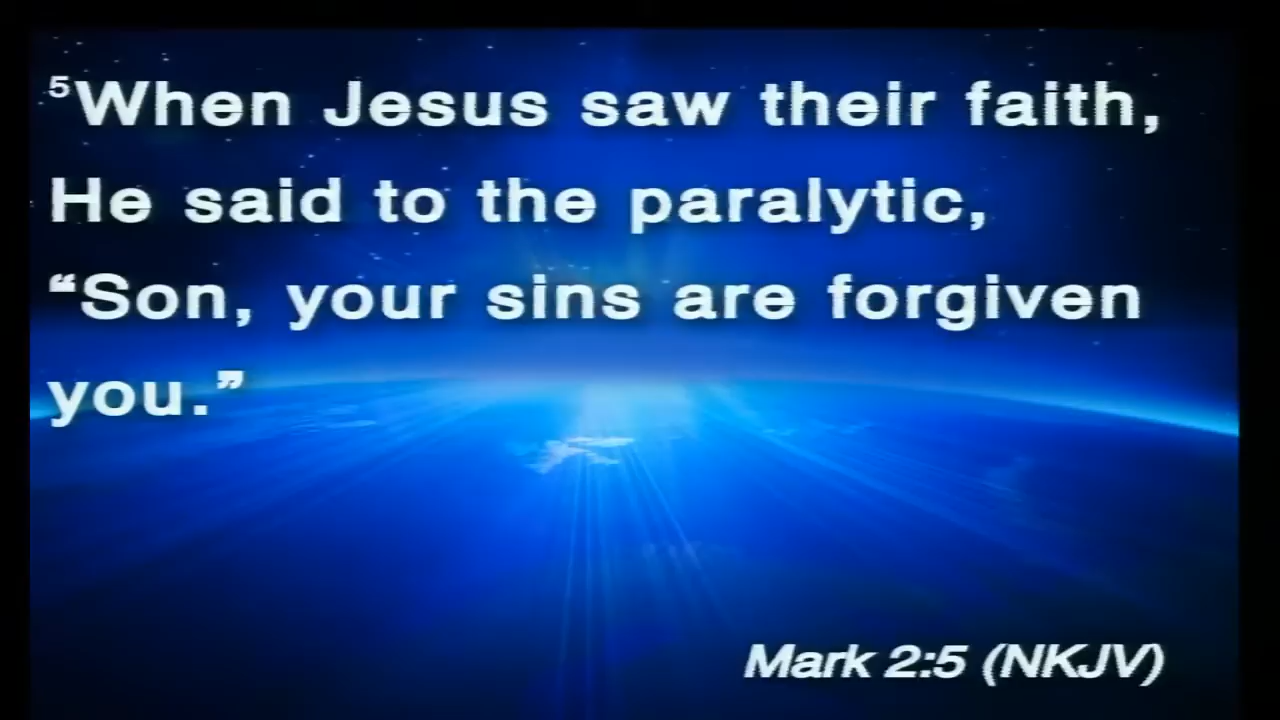 ⁵When Jesus saw their faith,
He said to the paralytic,
“Son, your sins are forgiven
you.”
Mark 2:5 (NKJV)